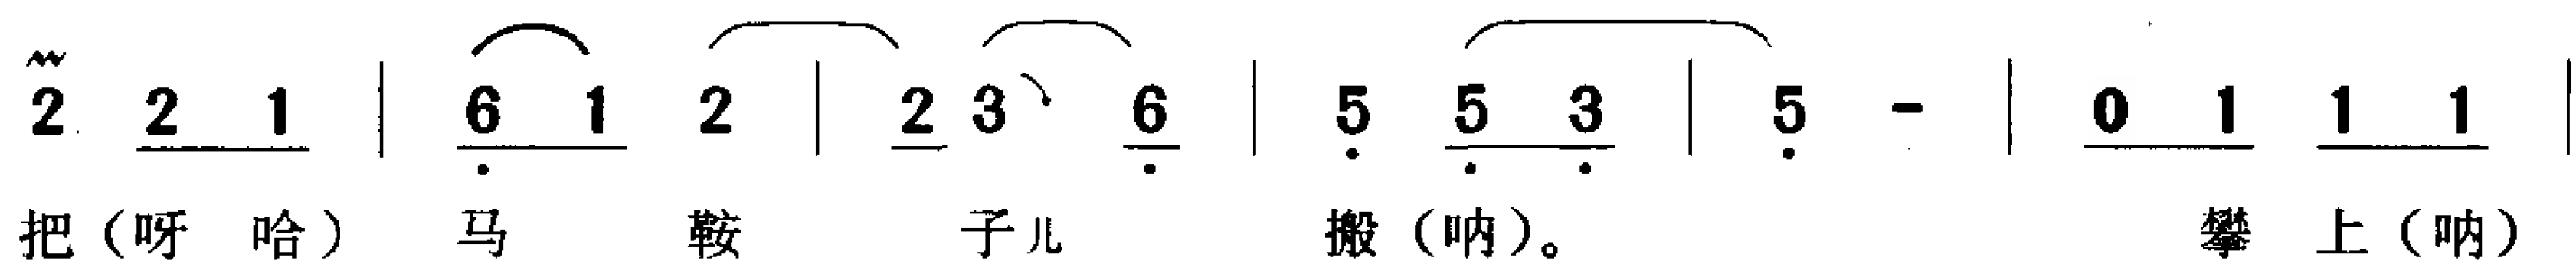 2 2 1 | 6 1 2 | 2 3 6 | 5 5 3 | 5 - | 0 1 1 1 |
把（呀 哈）马 鞍 子儿 搬（呐）。 攀 上（呐）